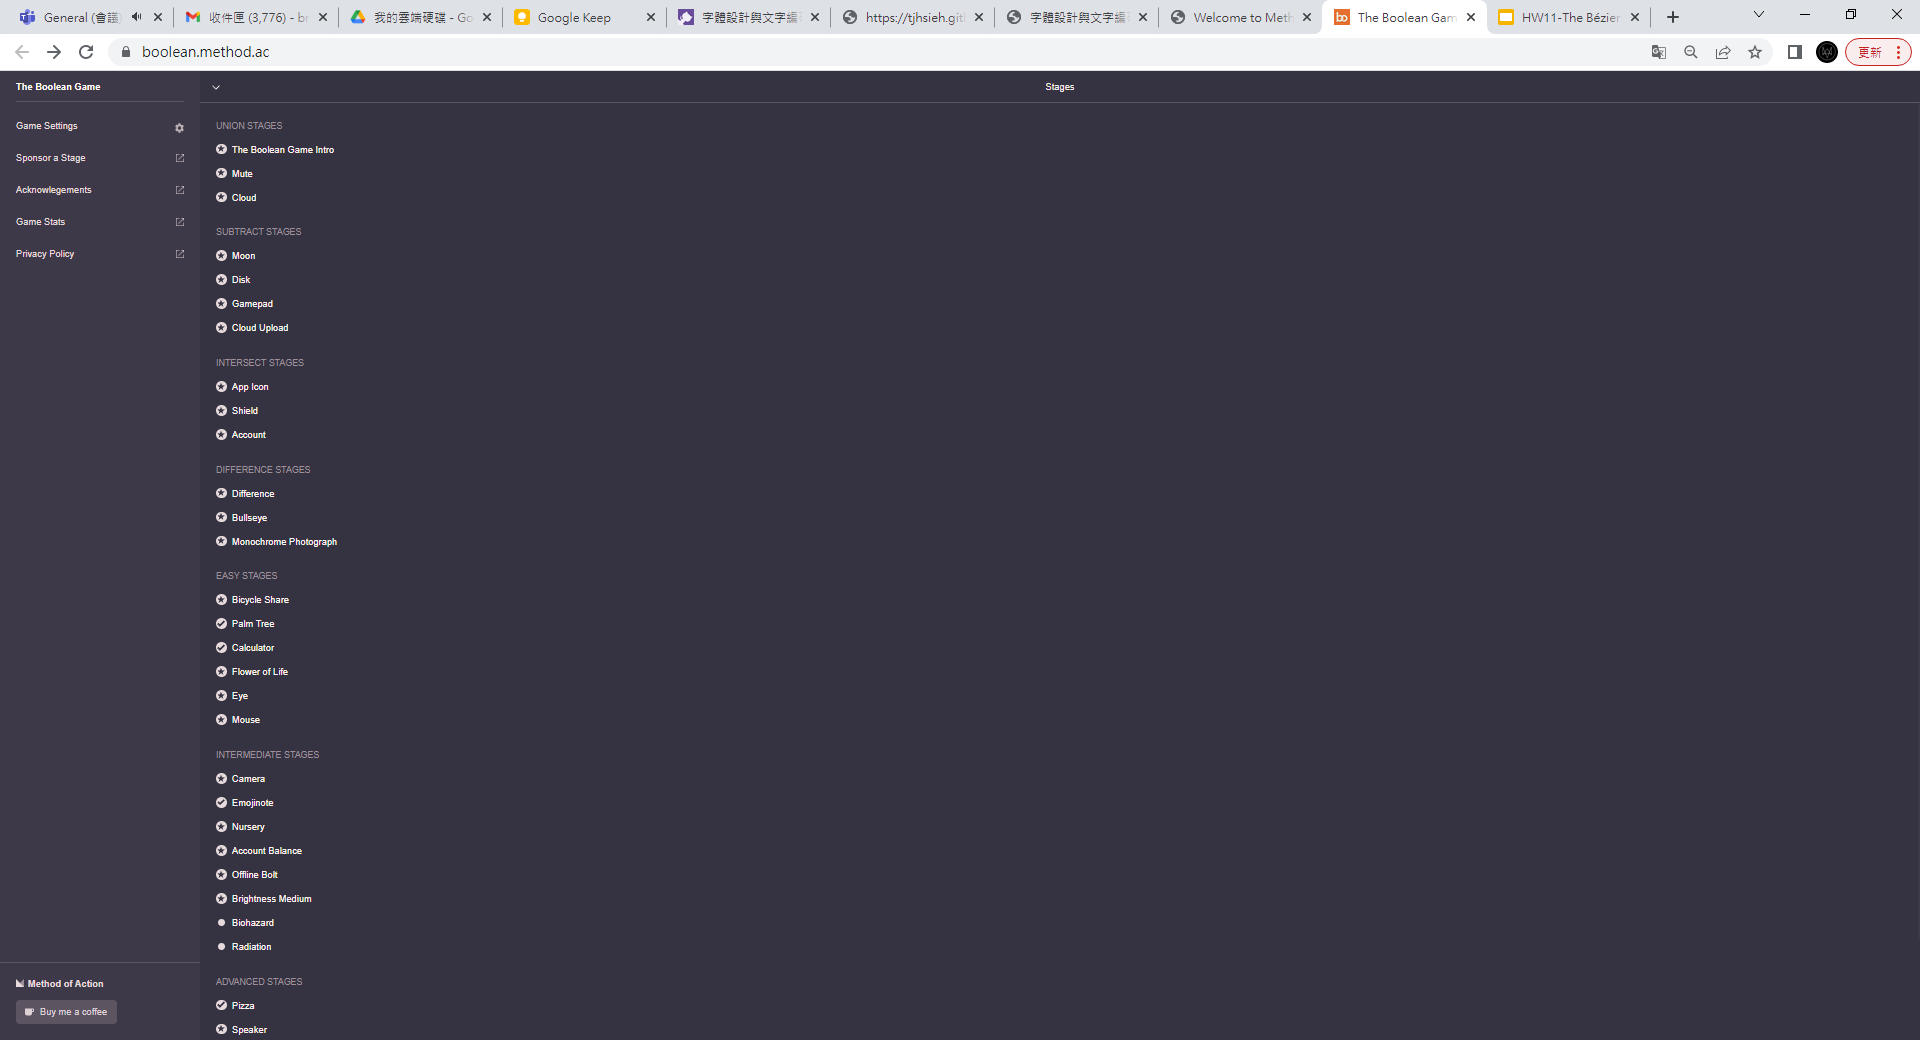 General (會議)
收件匣 (3,776) - br
我的雲端硬碟 - Go
Google Keep
字體設計與文字編
https://tjhsieh.gitl
字體設計與文字編
Welcome to Meth
The Boolean Gam
HW11-The Bézier
boolean.method.ac
更新
The Boolean Game
Stages
Game Settings
Sponsor a Stage
Acknowlegements
Game Stats
Privacy Policy
UNION STAGES
The Boolean Game Intro
Mute
Cloud
SUBTRACT STAGES
Moon
Disk
Gamepad
Cloud Upload
INTERSECT STAGES
App Icon
Shield
Account
DIFFERENCE STAGES
Difference
Bullseye
Monochrome Photograph
EASY STAGES
Bicycle Share
Palm Tree
Calculator
Flower of Life
Eye
Mouse
INTERMEDIATE STAGES
Camera
Emojinote
Nursery
Account Balance
Offline Bolt
Brightness Medium
Biohazard
Radiation
ADVANCED STAGES
Pizza
Speaker
Method of Action
Buy me a coffee